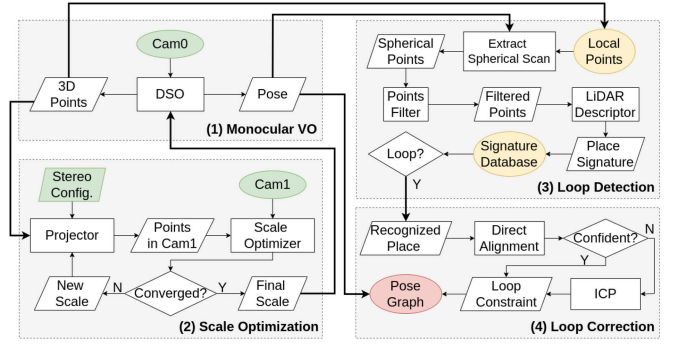 Cam0
3D
Points
DSO
Pose
(1) Monocular VO
Stereo
Config.
Cam1
Projector
Points
in Cam1
Scale
Optimizer
New
Scale
N
Converged?
Y
Final
Scale
(2) Scale Optimization
Spherical
Points
Extract
Spherical Scan
Local
Points
Points
Filter
Filtered
Points
LiDAR
Descriptor
Loop?
Signature
Database
Place
Signature
Y
(3) Loop Detection
Recognized
Place
Direct
Alignment
Confident?
N
Y
Pose
Graph
Loop
Constraint
ICP
(4) Loop Correction